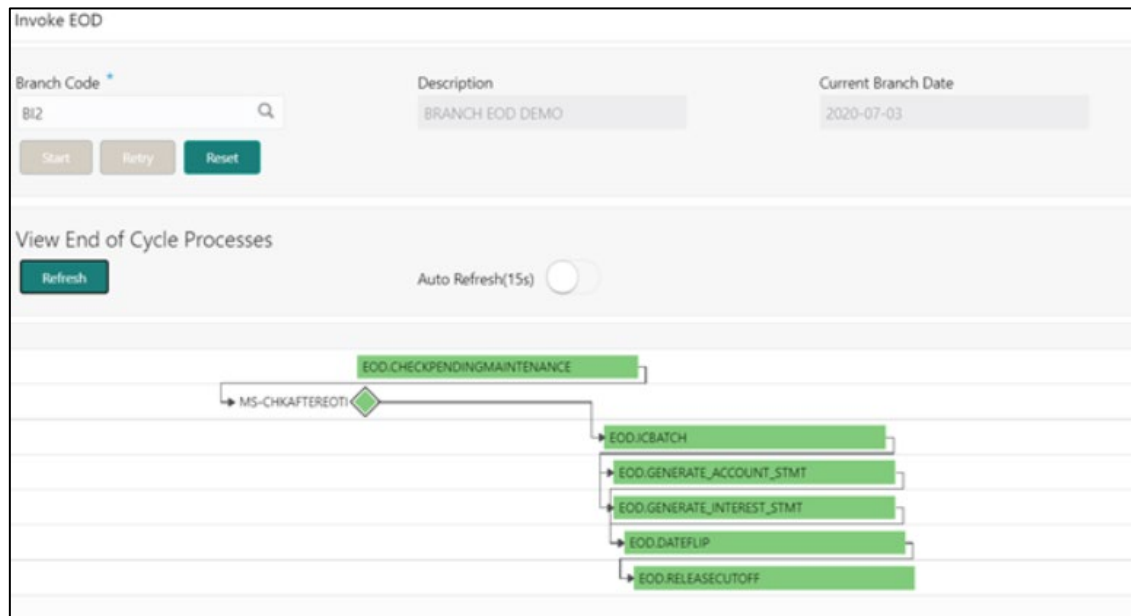 Invoke EOD
Branch Code * Description Current Branch Date
BI2 BRANCH EOD DEMO 2020-07-03
Start Retry Reset
View End of Cycle Processes
Refresh Auto Refresh(15s)
EOD.CHECKPENDINGMAINTENANCE
MS-CHKAFTEREOTI
EOD.ICBATCH
EOD.GENERATE_ACCOUNT_STMT
EOD.GENERATE_INTEREST_STMT
EOD.DATEFLIP
EOD.RELEASECUTOFF